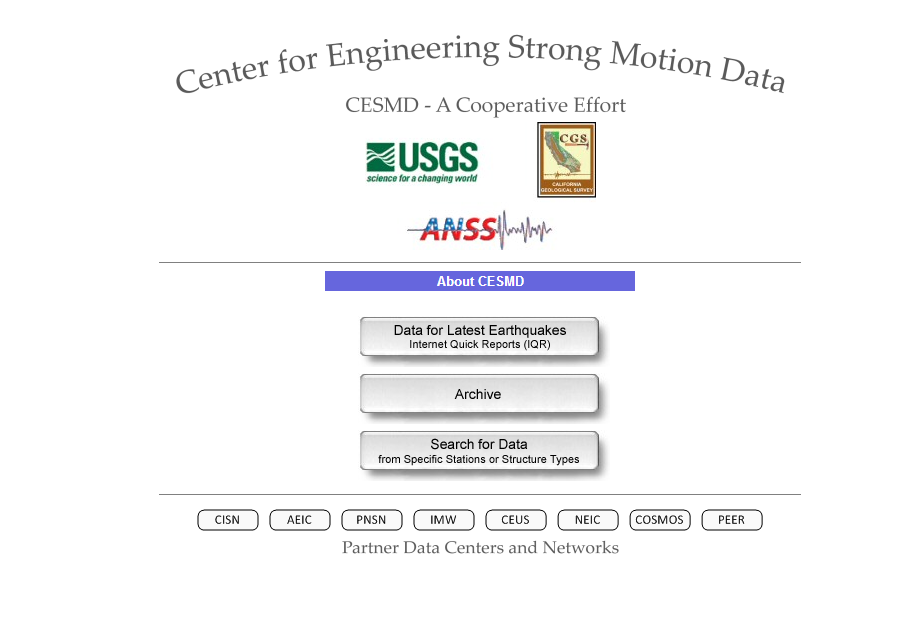 Center for Engineering Strong Motion Data
CESMD - A Cooperative Effort
USGS
science for a changing world
CGS
CALIFORNIA
GEOLOGICAL SURVEY
ANSS
About CESMD
Data for Latest Earthquakes
Internet Quick Reports (IQR)
Archive
Search for Data
from Specific Stations or Structure Types
CISN AEIC PNSN IMW CEUS NEIC COSMOS PEER
Partner Data Centers and Networks